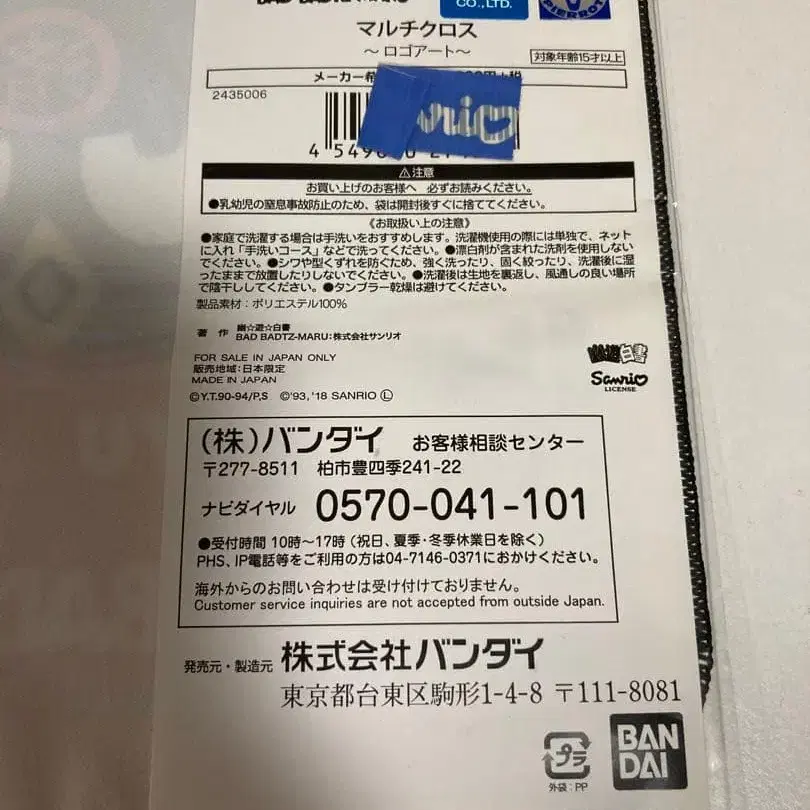 BAD BADTZ-MARU
CO.,LTD.
PIERROT
マルチクロス
～ロゴアート～
対象年齢15才以上
メーカー希
円+税
2435006
4 549
注意
お買い上げのお客様へ 必ずお読みください。
●乳幼児の窒息事故防止のため、袋は開封後すぐに捨ててください。
《お取扱い上の注意》
●家庭で洗濯する場合は手洗いをおすすめします。洗濯機使用の際には単独で、ネット
に入れ「手洗いコース」などで洗ってください。●漂白剤が含まれた洗剤を使用しない
でください。●シワや型くずれを防ぐため、強く洗ったり、固く絞ったり、洗濯後に湿
ったままで放置したりしないでください。●洗濯後は生地を裏返し、風通しの良い場所
で陰干ししてください。●タンブラー乾燥は避けてください。
製品素材：ポリエステル100%
著 作 幽☆遊☆白書
BAD BADTZ-MARU：株式会社サンリオ
FOR SALE IN JAPAN ONLY
販売地域：日本限定
MADE IN JAPAN
©Y.T.90-94/P,S ©'93,'18 SANRIO Ⓛ
幽遊白書
Sanrio
LICENSE
(株)バンダイ お客様相談センター
〒277-8511 柏市豊四季241-22
ナビダイヤル 0570-041-101
●受付時間 10時～17時（祝日、夏季・冬季休業日を除く）
PHS、IP電話等をご利用の方は04-7146-0371におかけください。
海外からのお問い合わせは受け付けておりません。
Customer service inquiries are not accepted from outside Japan.
発売元・製造元 株式会社バンダイ
東京都台東区駒形1-4-8 〒111-8081
プラ
外袋：PP
BAN
DAI